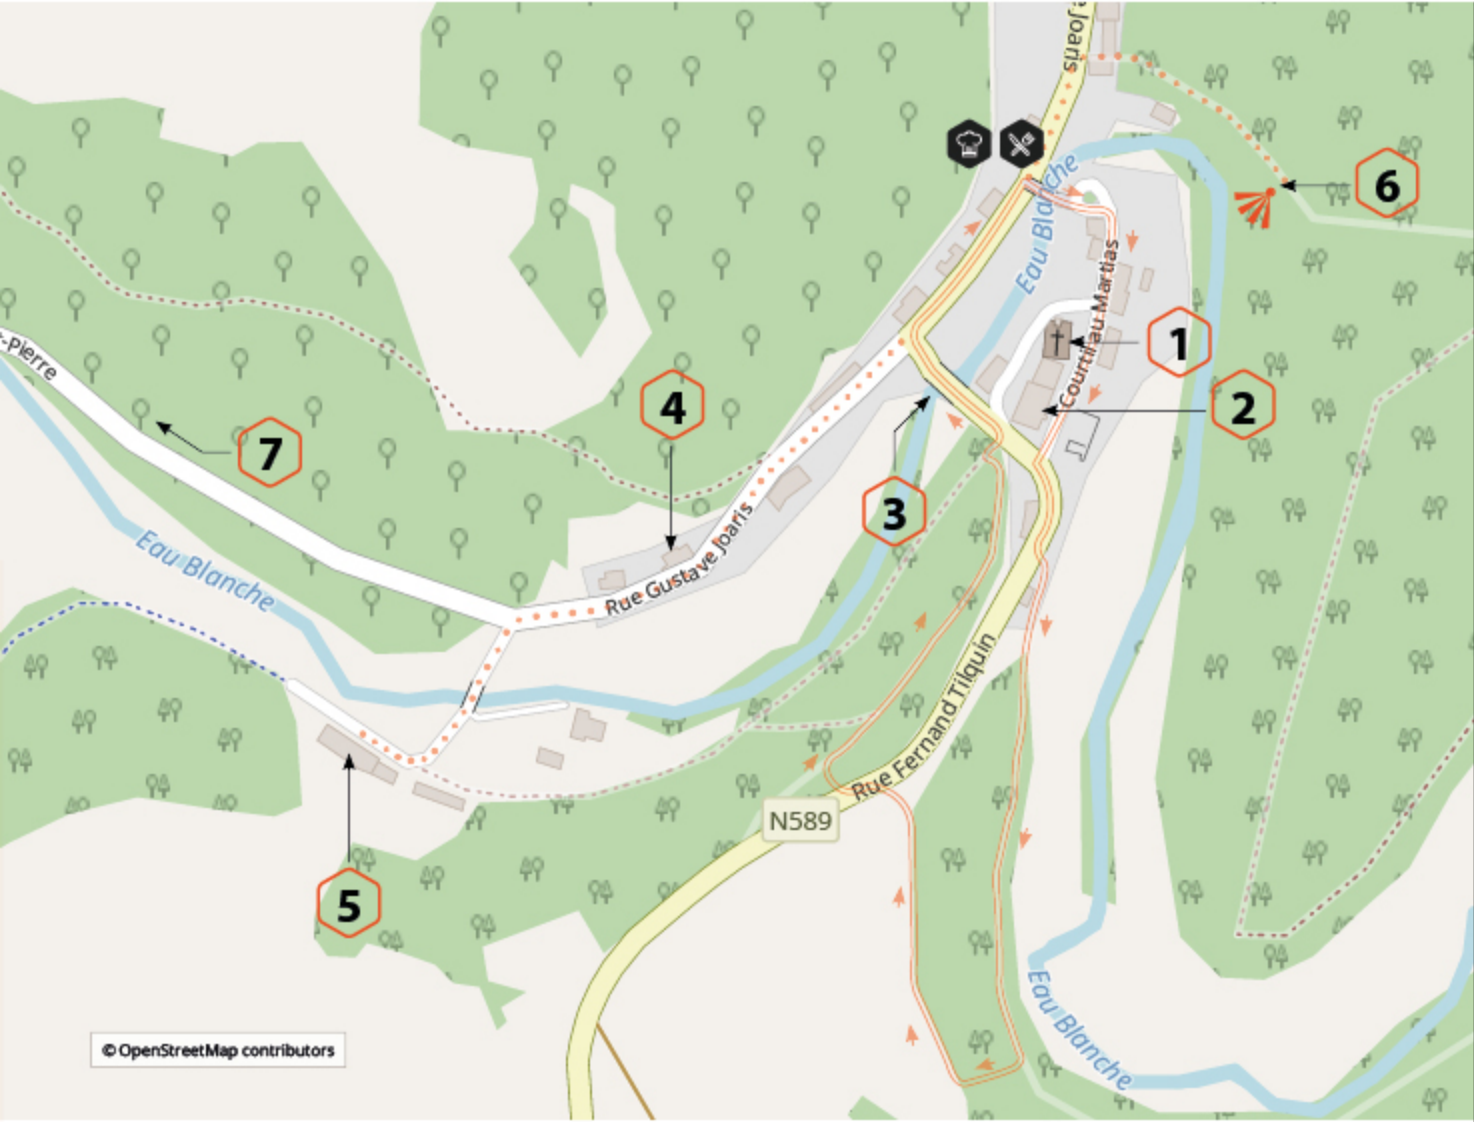 e Joaris
6
Eau Blanche
Courtil au Martias
1
-pierre
4
2
7
3
Eau Blanche
Rue Gustave Joaris
Rue Fernand Tilquin
N589
5
Eau Blanche
© OpenStreetMap contributors